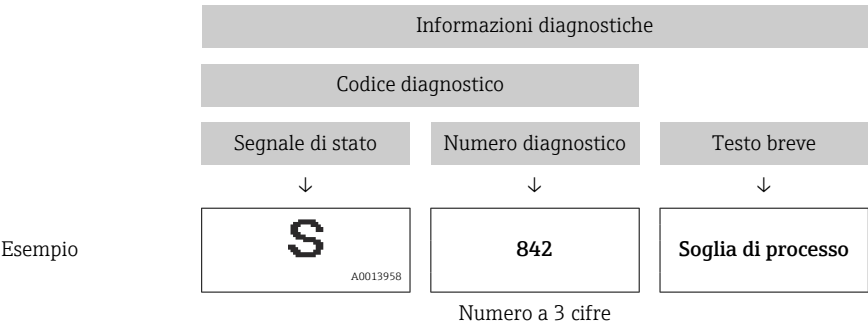 Informazioni diagnostiche
Codice diagnostico
Segnale di stato Numero diagnostico Testo breve
↓ ↓ ↓
Esempio S 842 Soglia di processo
A0013958
Numero a 3 cifre